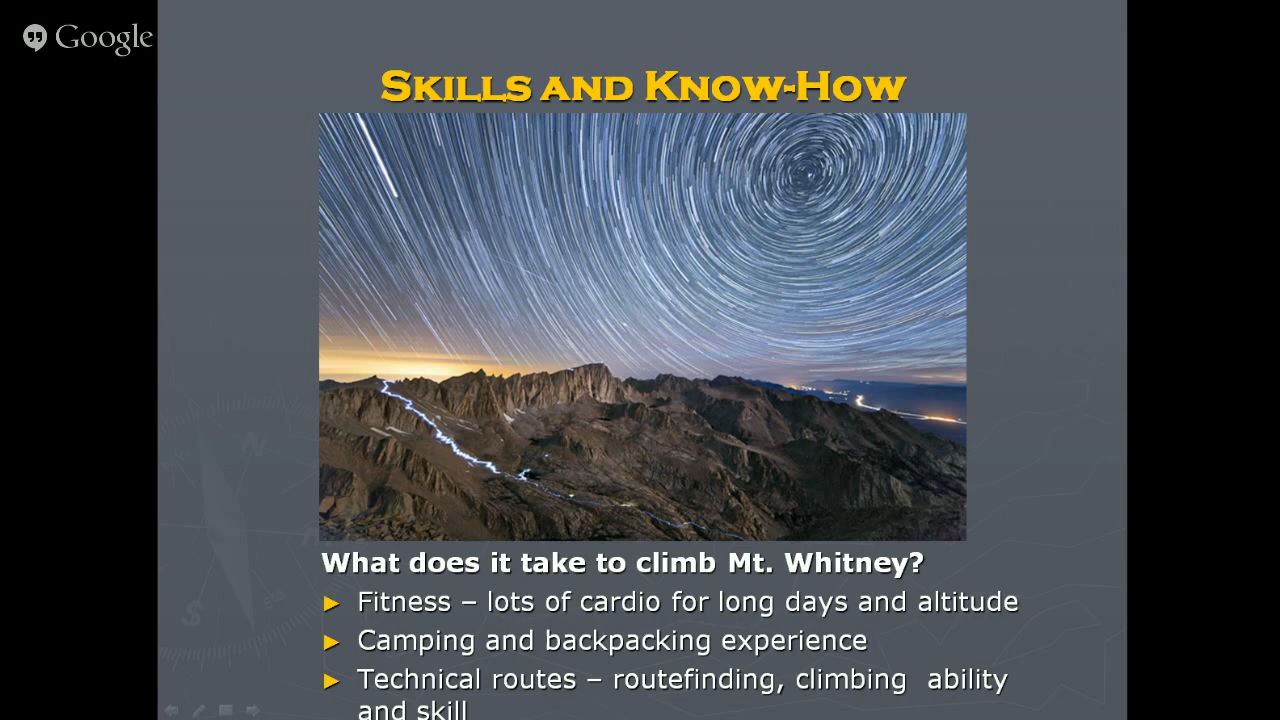 Google
Skills and Know-How
What does it take to climb Mt. Whitney?
► Fitness – lots of cardio for long days and altitude
► Camping and backpacking experience
► Technical routes – routefinding, climbing  ability
and skill
N
S
SE